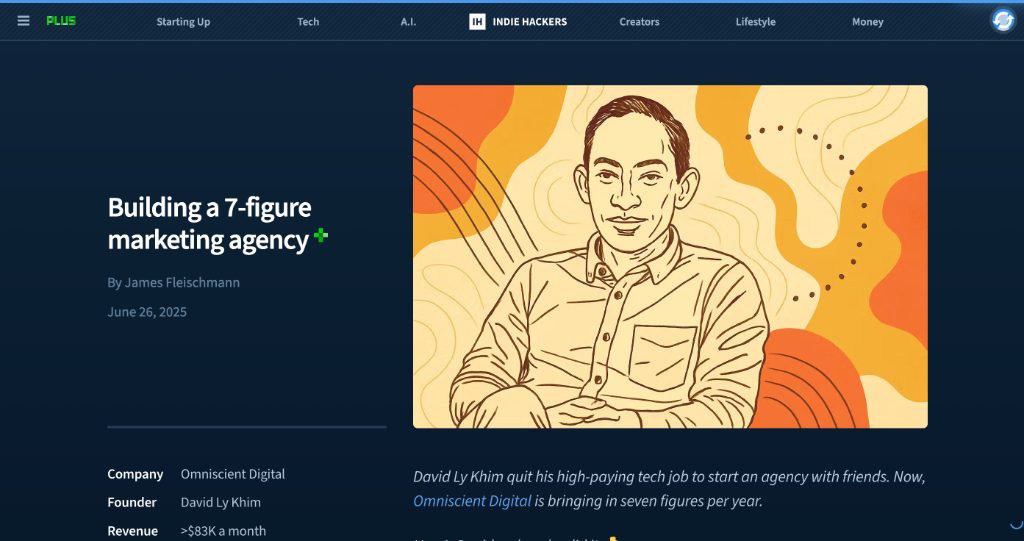 PLUS
Starting Up
Tech
A.I.
IH INDIE HACKERS
Creators
Lifestyle
Money
Building a 7-figure
marketing agency
By James Fleischmann
June 26, 2025
Company Omniscient Digital
Founder David Ly Khim
Revenue >$83K a month
David Ly Khim quit his high-paying tech job to start an agency with friends. Now,
Omniscient Digital is bringing in seven figures per year.